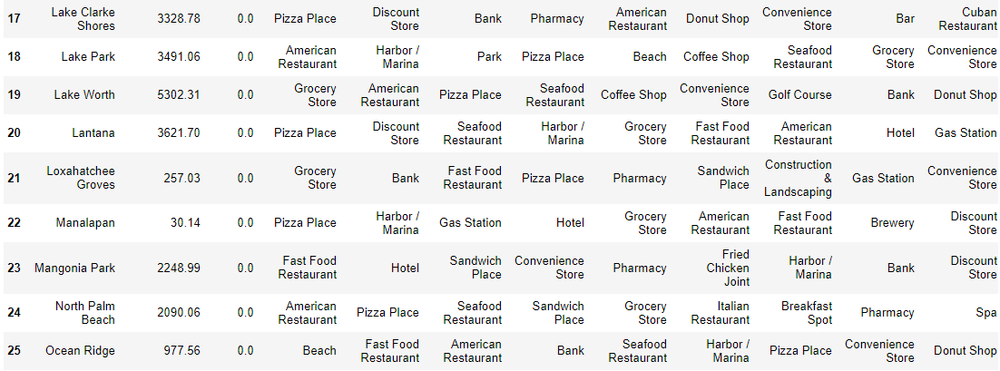 17 Lake Clarke Shores 3328.78 0.0 Pizza Place Discount Store Bank Pharmacy American Restaurant Donut Shop Convenience Store Bar Cuban Restaurant
18 Lake Park 3491.06 0.0 American Restaurant Harbor / Marina Park Pizza Place Beach Coffee Shop Seafood Restaurant Grocery Store Convenience Store
19 Lake Worth 5302.31 0.0 Grocery Store American Restaurant Pizza Place Seafood Restaurant Coffee Shop Convenience Store Golf Course Bank Donut Shop
20 Lantana 3621.70 0.0 Pizza Place Discount Store Seafood Restaurant Harbor / Marina Grocery Store Fast Food Restaurant American Restaurant Hotel Gas Station
21 Loxahatchee Groves 257.03 0.0 Grocery Store Bank Fast Food Restaurant Pizza Place Pharmacy Sandwich Place Construction & Landscaping Gas Station Convenience Store
22 Manalapan 30.14 0.0 Pizza Place Harbor / Marina Gas Station Hotel Grocery Store American Restaurant Fast Food Restaurant Brewery Discount Store
23 Mangonia Park 2248.99 0.0 Fast Food Restaurant Hotel Sandwich Place Convenience Store Pharmacy Fried Chicken Joint Harbor / Marina Bank Discount Store
24 North Palm Beach 2090.06 0.0 American Restaurant Pizza Place Seafood Restaurant Sandwich Place Grocery Store Italian Restaurant Breakfast Spot Pharmacy Spa
25 Ocean Ridge 977.56 0.0 Beach Fast Food Restaurant American Restaurant Bank Seafood Restaurant Harbor / Marina Pizza Place Convenience Store Donut Shop